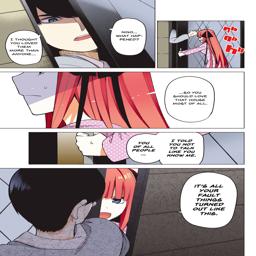 NINO...
WHAT HAP-
PENED?
I THOUGHT
YOU LOVED
THEM MORE
THAN
ANYONE...
...SO YOU
SHOULD LOVE
THAT HOUSE
MOST OF ALL.
I TOLD YOU
NOT TO
TALK LIKE
YOU KNOW
ME.
YOU
OF ALL
PEOPLE
...
IT'S ALL
YOUR
FAULT
THINGS
TURNED
OUT LIKE
THIS.